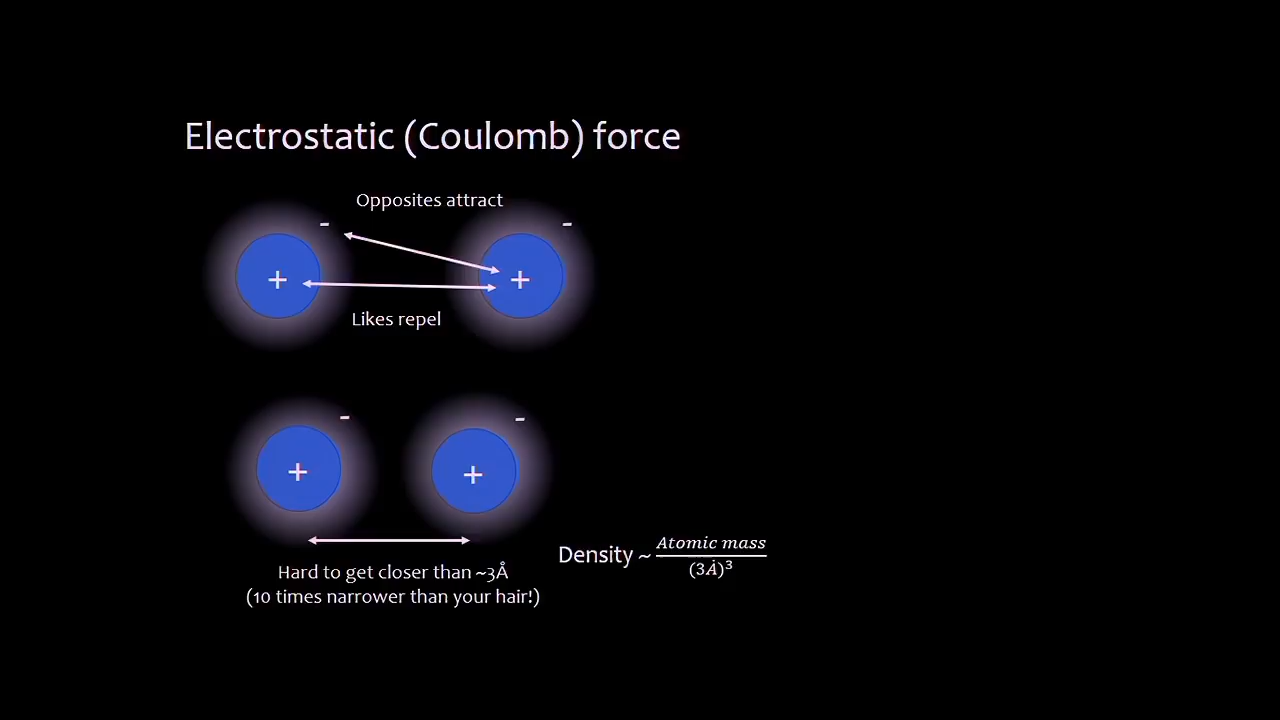 Electrostatic (Coulomb) force
Opposites attract
- -
+ +
Likes repel
- -
+ +
Hard to get closer than ~3Å
(10 times narrower than your hair!)
Density ~ Atomic mass / (3Å)³